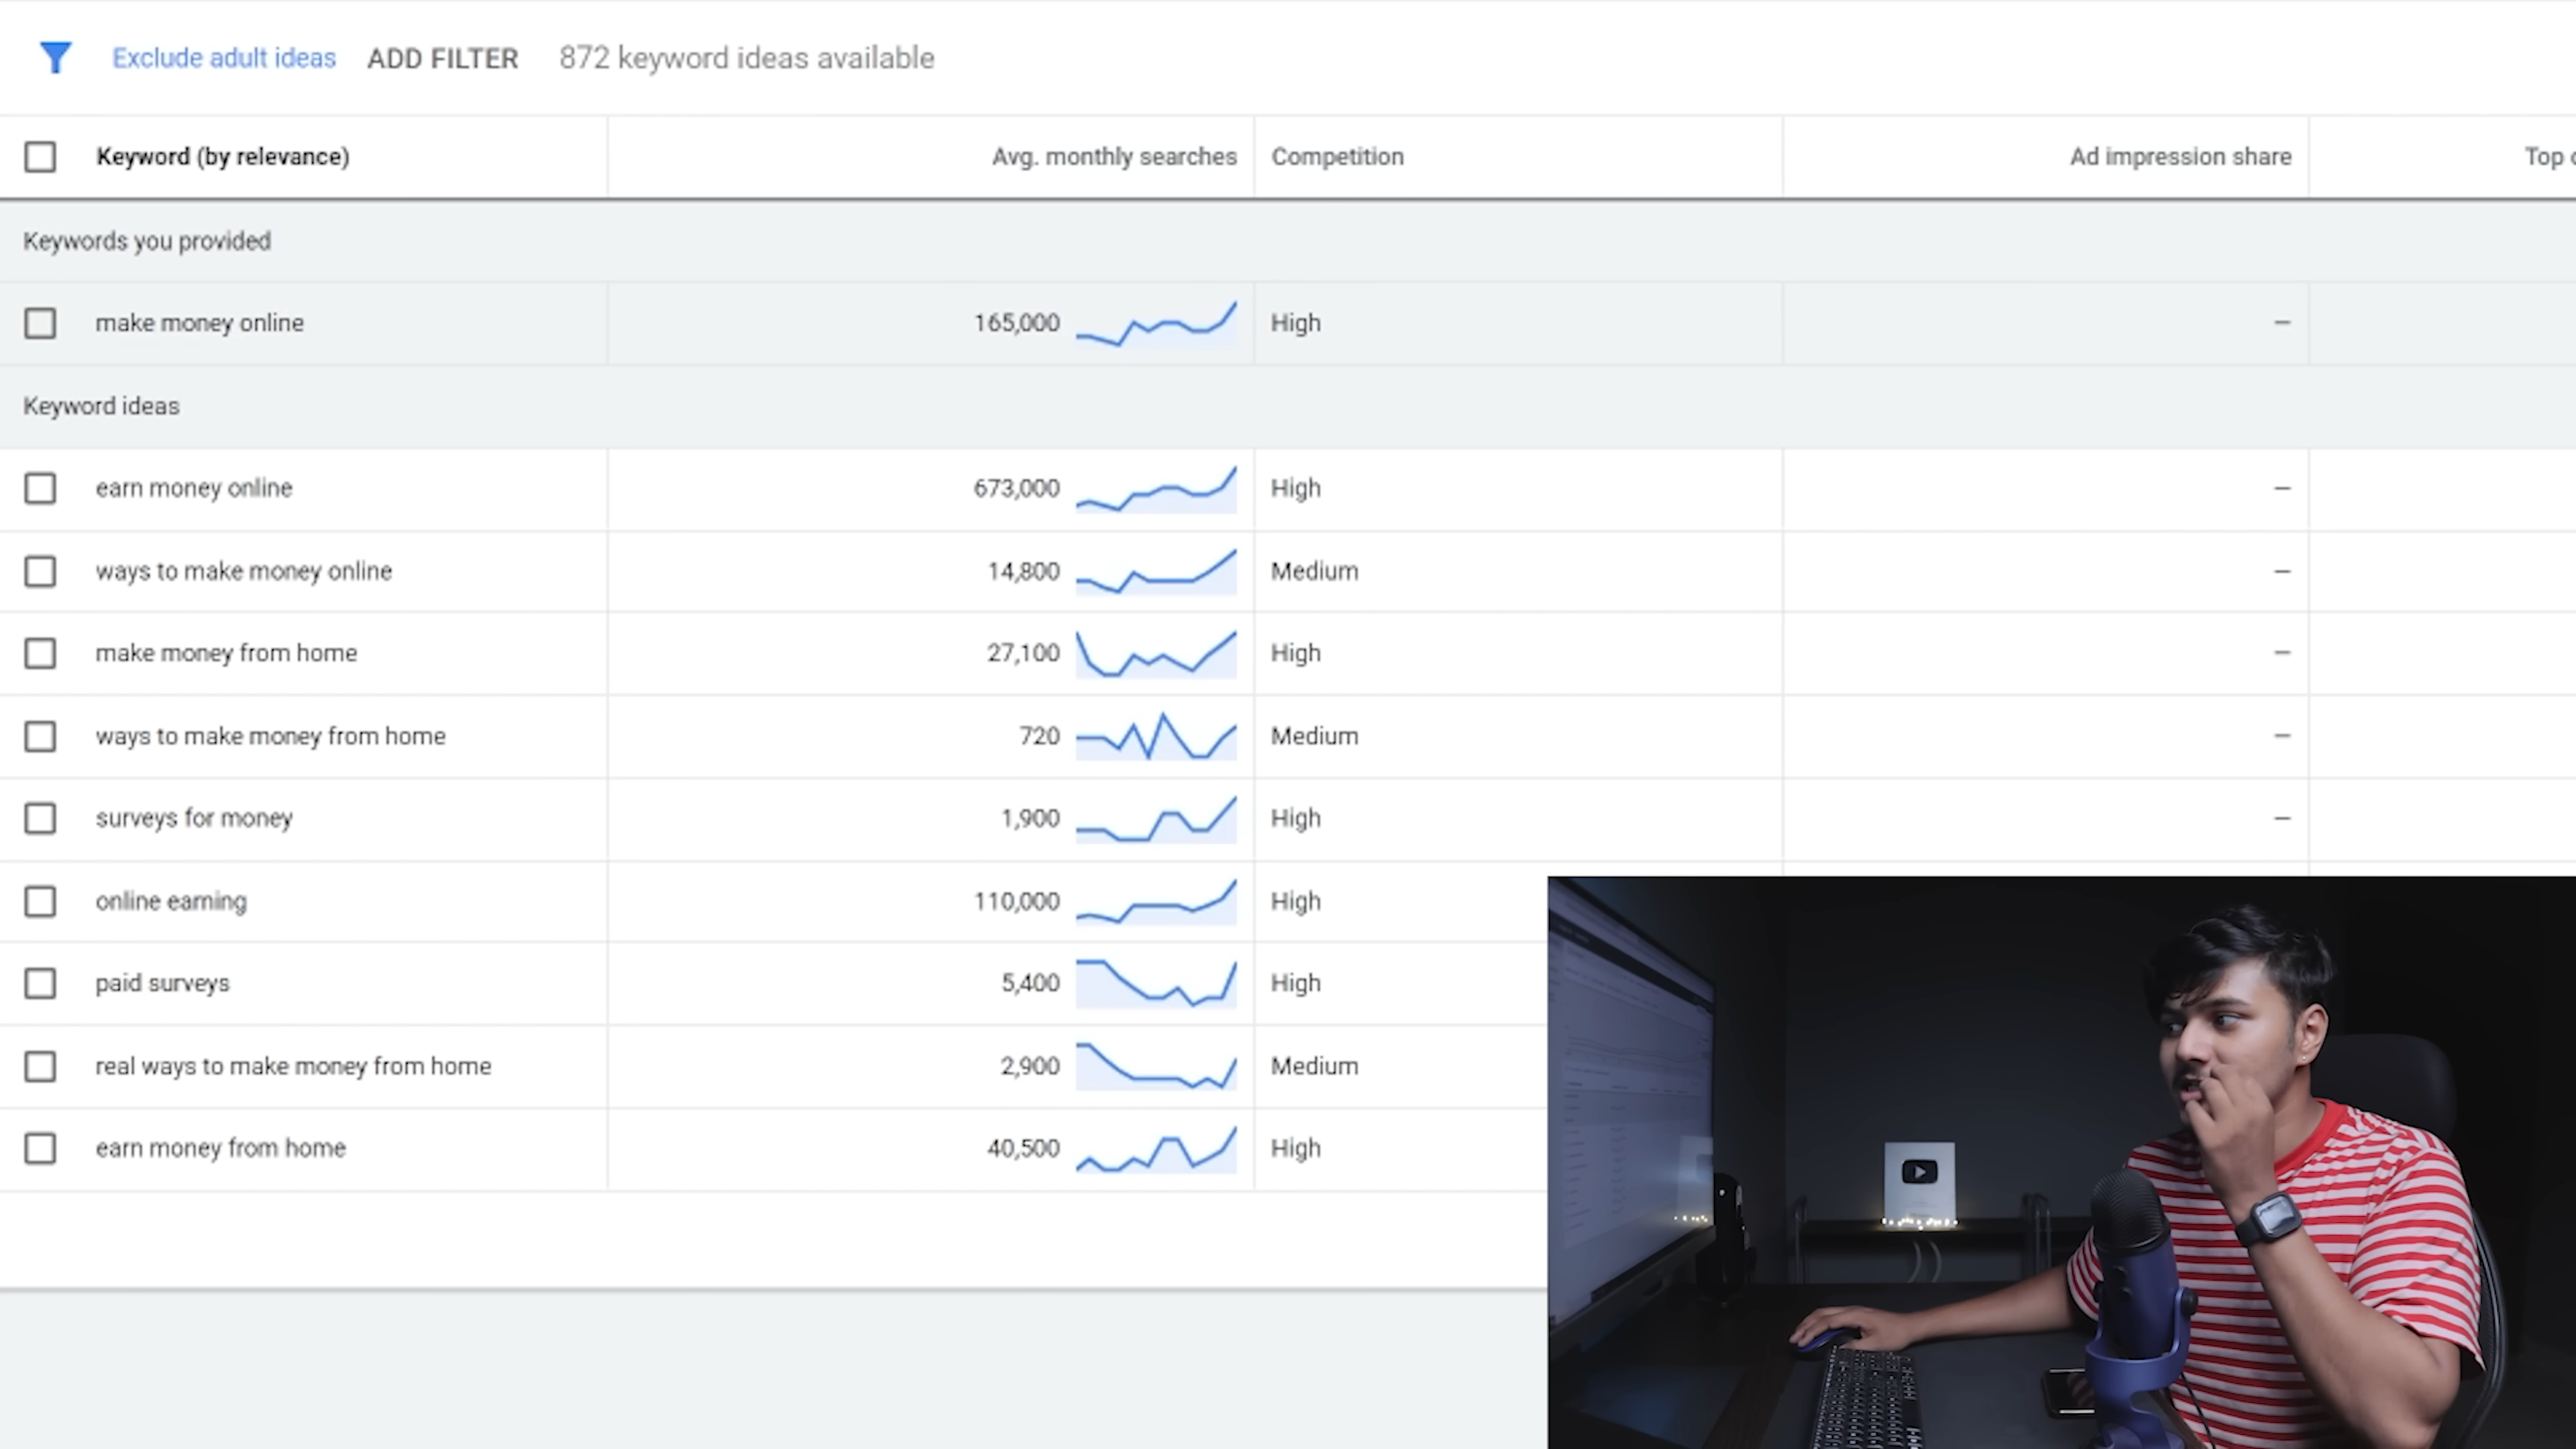 Exclude adult ideas ADD FILTER 872 keyword ideas available
Keyword (by relevance) Avg. monthly searches Competition Ad impression share Top
Keywords you provided
make money online 165,000 High –
Keyword ideas
earn money online 673,000 High –
ways to make money online 14,800 Medium –
make money from home 27,100 High –
ways to make money from home 720 Medium –
surveys for money 1,900 High –
online earning 110,000 High
paid surveys 5,400 High
real ways to make money from home 2,900 Medium
earn money from home 40,500 High